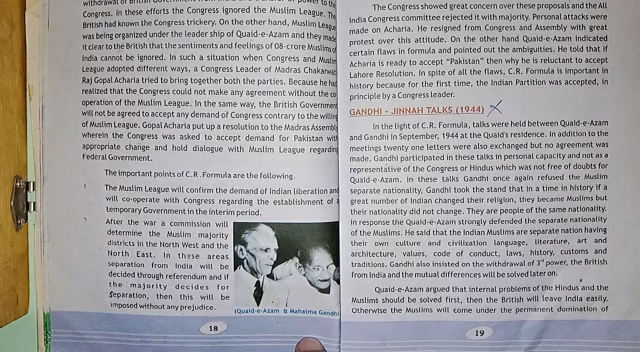 withdrawal of British Government power to the
Congress. In these efforts the Congress ignored the Muslim League. The
British had known the Congress trickery. On the other hand, Muslim League
was being organized under the leader ship of Quaid-e-Azam and they made
it clear to the British that the sentiments and feelings of 08-crore Muslims of
India cannot be ignored. In such a situation when Congress and Muslim
League adopted different ways, a Congress Leader of Madras Chakarwat
Raj Gopal Acharia tried to bring together both the parties. Because he had
realized that the Congress could not make any agreement without the co
operation of the Muslim League. In the same way, the British Government
will not be agreed to accept any demand of Congress contrary to the willing
of Muslim League. Gopal Acharia put up a resolution to the Madras Assembly
wherein the Congress was asked to accept demand for Pakistan with
appropriate change and hold dialogue with Muslim League regarding
Federal Government.
The important points of C.R. Formula are the following.
The Muslim League will confirm the demand of Indian liberation and
will co-operate with Congress regarding the establishment of a
temporary Government in the interim period.
After the war a commission will
determine the Muslim majority
districts in the North West and the
North East. In these areas
separation from India will be
decided through referendum and if
the majority decides for
Separation, then this will be
imposed without any prejudice.
(Quaid-e-Azam & Mahatma Gandhi
18
The Congress showed great concern over these proposals and the All
India Congress committee rejected it with majority. Personal attacks were
made on Acharia. He resigned from Congress and Assembly with great
protest over this attitude. On the other hand Quaid-e-Azam indicated
certain flaws in formula and pointed out the ambiguities. He told that if
Acharia is ready to accept "Pakistan" then why he is reluctant to accept
Lahore Resolution. In spite of all the flaws, C.R. Formula is important in
history because for the first time, the Indian Partition was accepted, in
principle by a Congress leader.
GANDHI - JINNAH TALKS (1944)
In the light of C.R. Formula, talks were held between Quaid-e-Azam
and Gandhi in September, 1944 at the Quaid's residence. In addition to the
meetings twenty one letters were also exchanged but no agreement was
made. Gandhi participated in these talks in personal capacity and not as a
representative of the Congress or Hindus which was not free of doubts for
Quaid-e-Azam. In these talks Gandhi once again refused the Muslim
separate nationality, Gandhi took the stand that in a time in history if a
great number of Indian changed their religion, they became Muslims but
their nationality did not change. They are people of the same nationality.
In response the Quaid-e-Azam strongly defended the separate nationality
of the Muslims. He said that the Indian Muslims are separate nation having
their own culture and civilization language, literature, art and
architecture, values, code of conduct, laws, history, customs and
traditions. Gandhi also insisted on the withdrawal of 3rd power, the British
from India and the mutual differences will be solved later on.
Quaid-e-Azam argued that internal problems of the Hindus and the
Muslims should be solved first, then the British will leave India easily.
Otherwise the Muslims will come under the permanent domination of
19